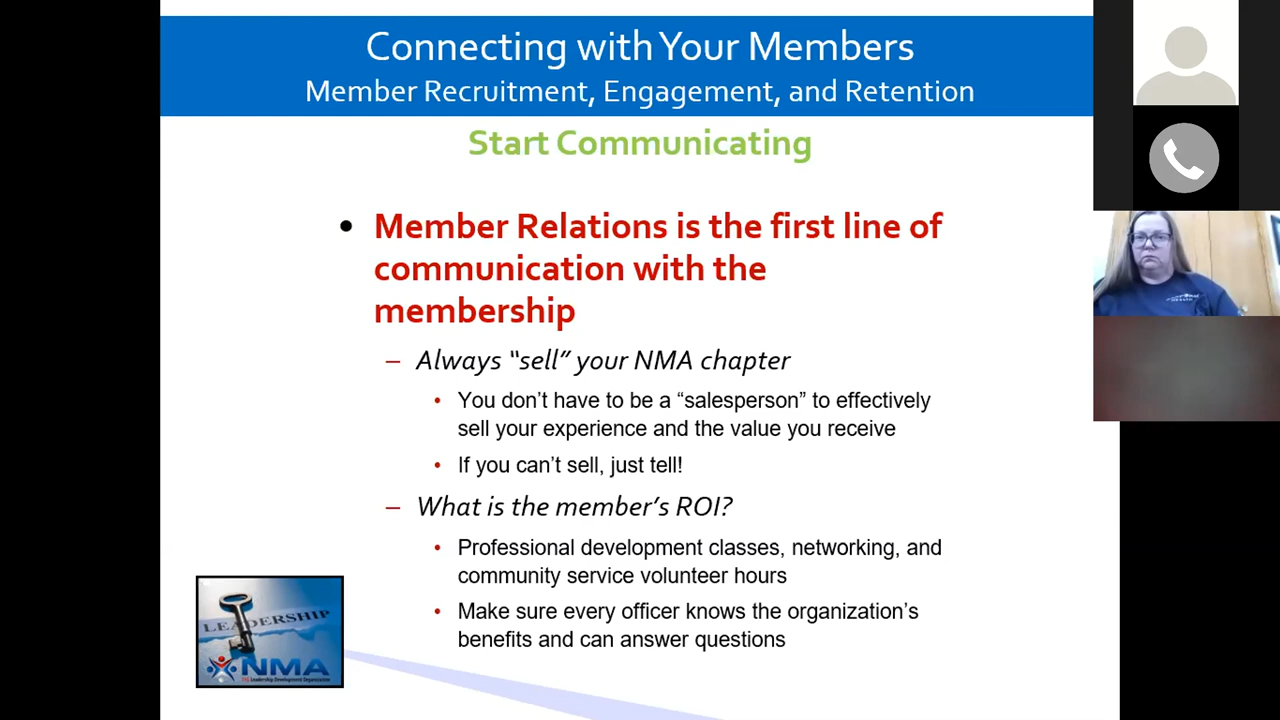 Connecting with Your Members
Member Recruitment, Engagement, and Retention
Start Communicating
• Member Relations is the first line of
communication with the
membership
– Always “sell” your NMA chapter
• You don’t have to be a “salesperson” to effectively
sell your experience and the value you receive
• If you can’t sell, just tell!
– What is the member’s ROI?
• Professional development classes, networking, and
community service volunteer hours
• Make sure every officer knows the organization’s
benefits and can answer questions
LEADERSHIP
NMA
THE Leadership Development Organization